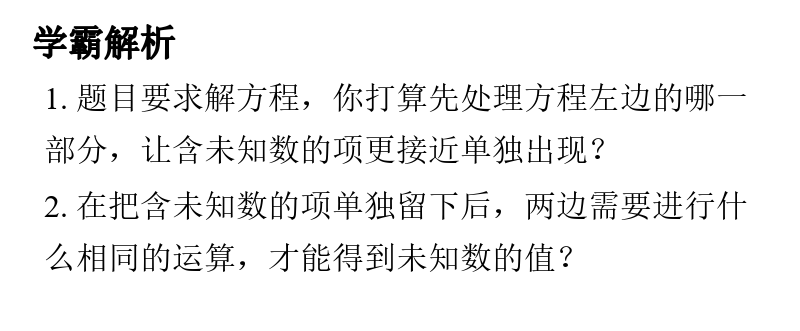 学霸解析
1. 题目要求解方程，你打算先处理方程左边的哪一
部分，让含未知数的项更接近单独出现？
2. 在把含未知数的项单独留下后，两边需要进行什
么相同的运算，才能得到未知数的值？